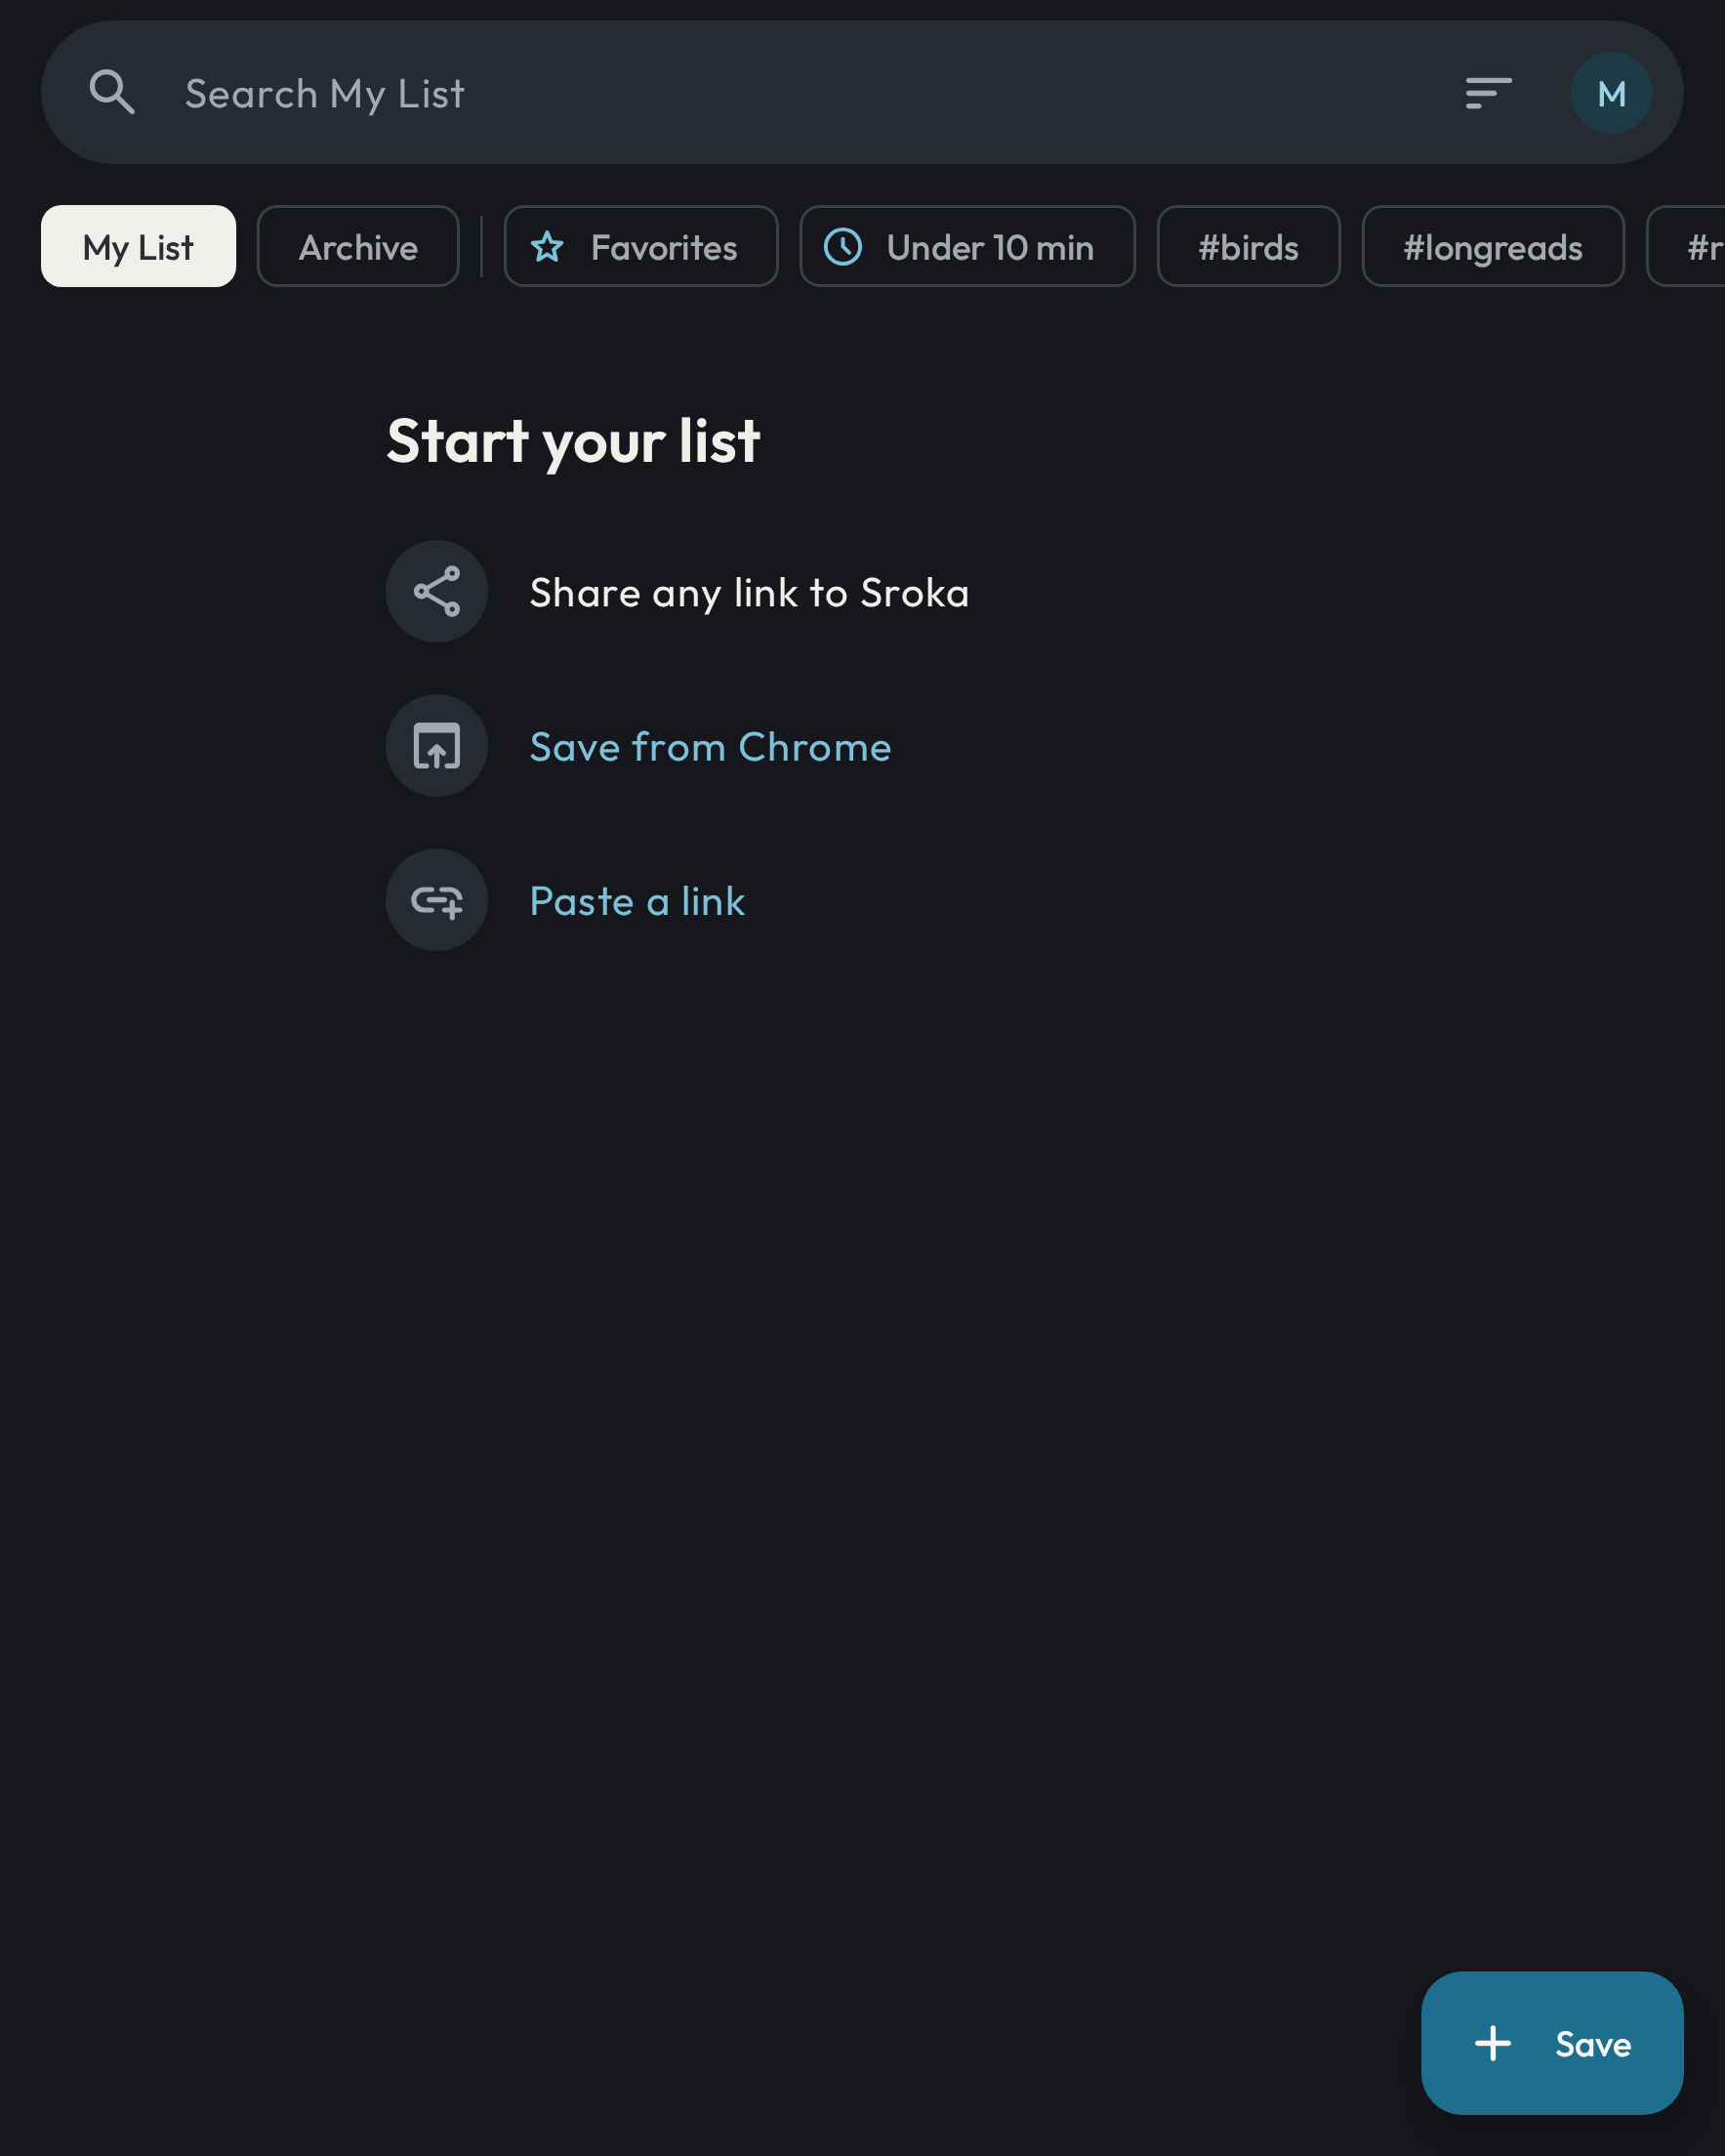 Search My List
M
My List
Archive
Favorites
Under 10 min
#birds
#longreads
Start your list
Share any link to Sroka
Save from Chrome
Paste a link
Save